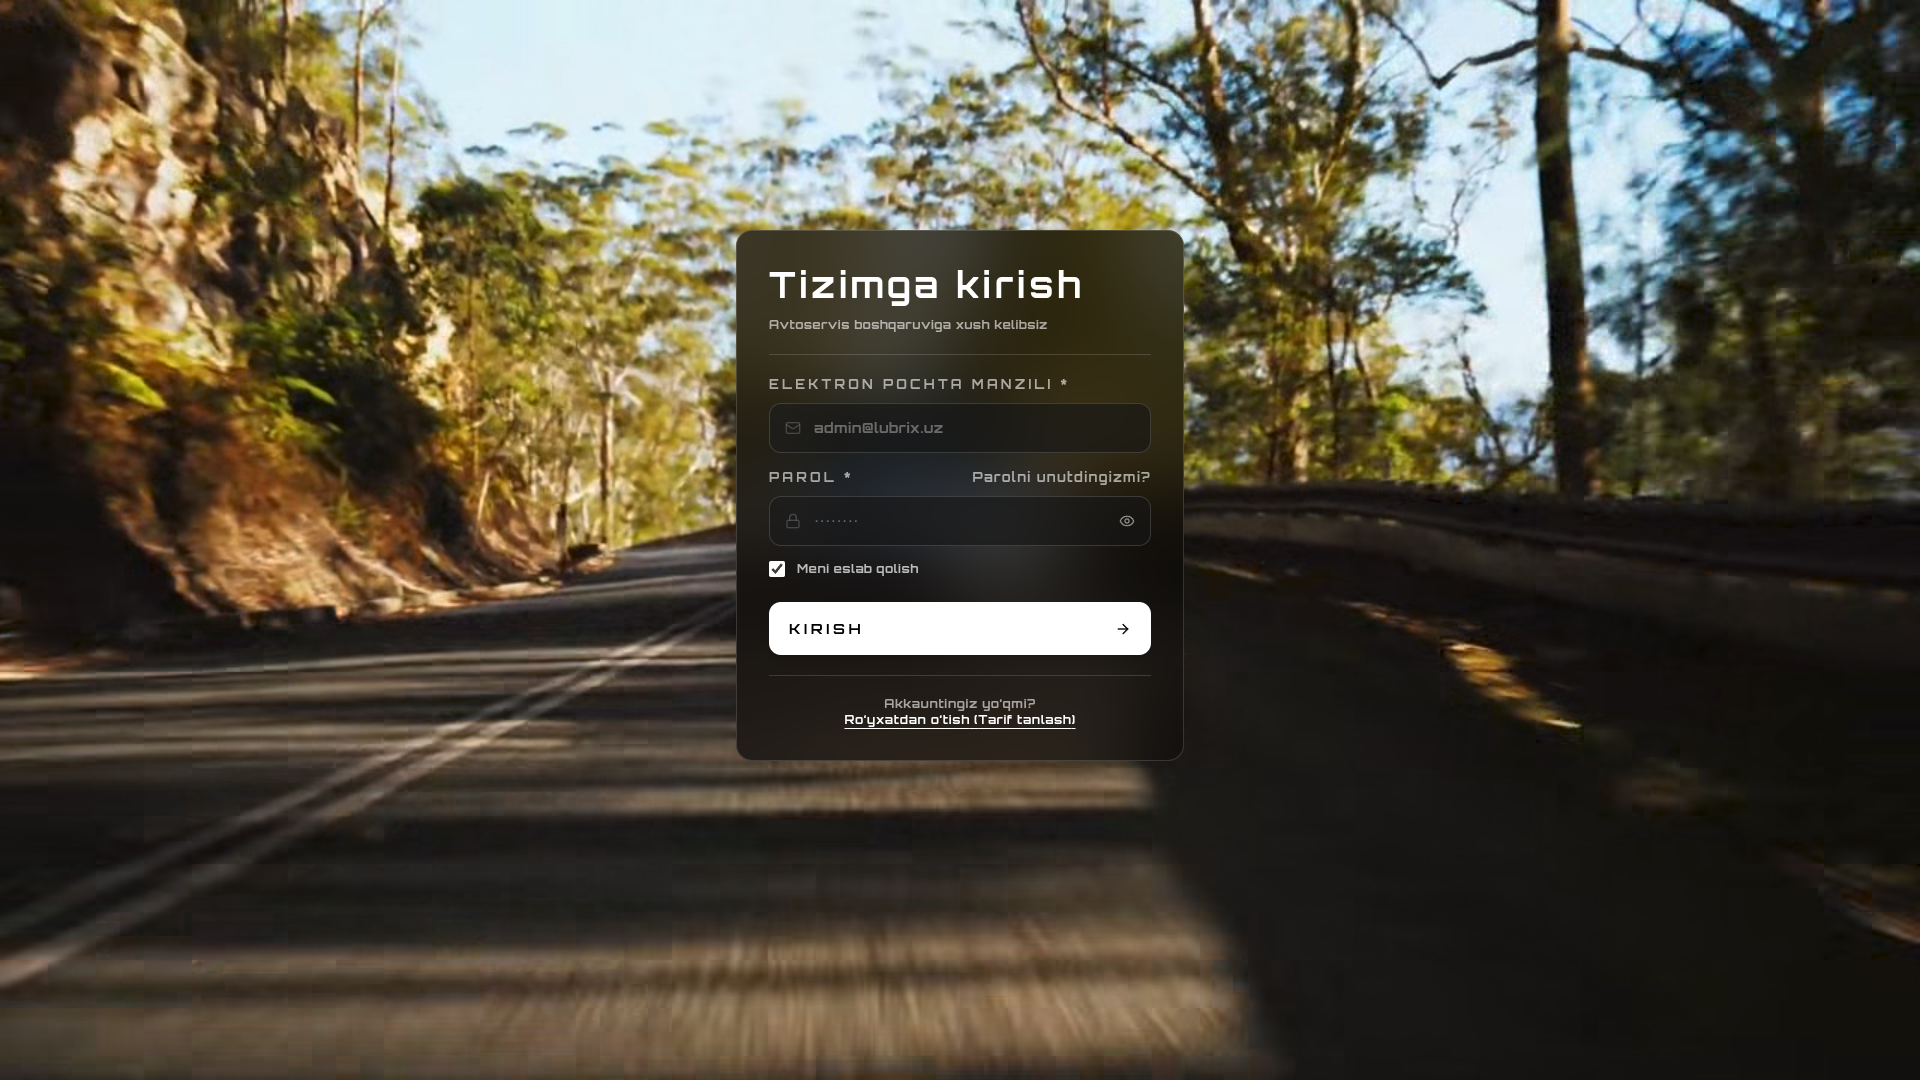 Tizimga kirish
Avtoservis boshqaruviga xush kelibsiz
ELEKTRON POCHTA MANZILI *
admin@lubrix.uz
PAROL * Parolni unutdingizmi?
Meni eslab qolish
KIRISH
Akkauntingiz yo'qmi?
Ro'yxatdan o'tish (Tarif tanlash)